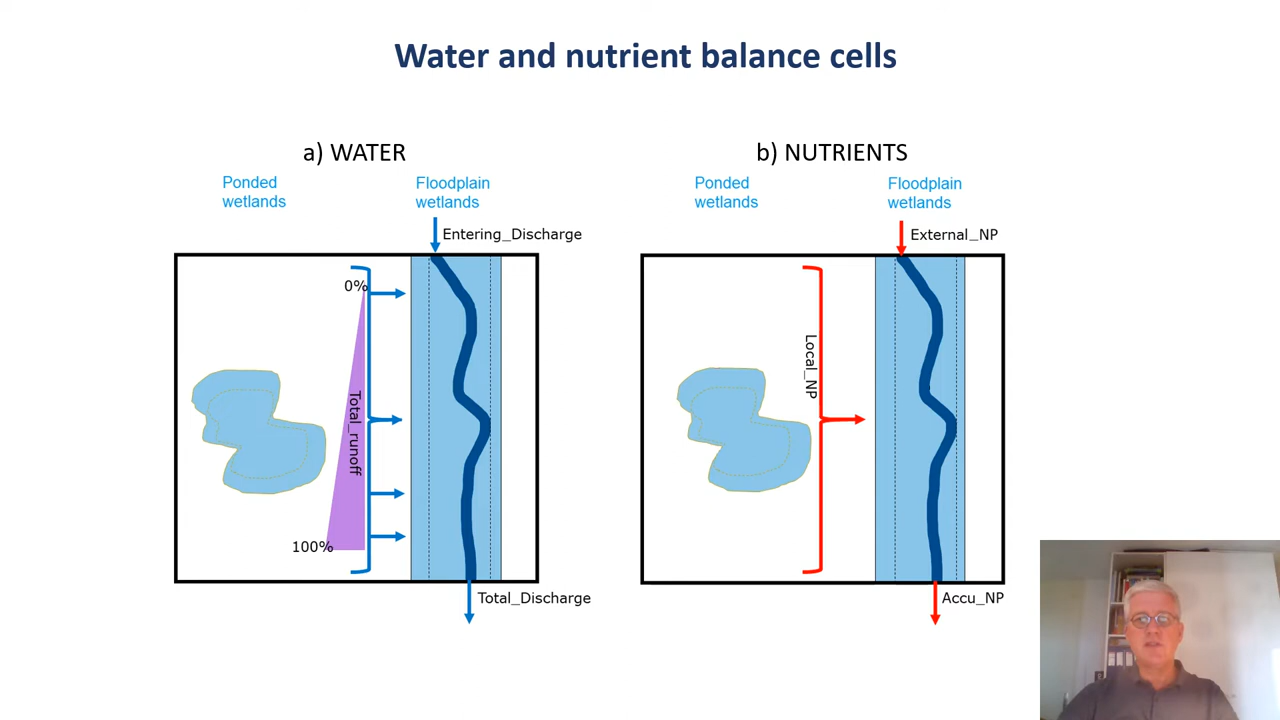 Water and nutrient balance cells
a) WATER
Ponded
wetlands
Floodplain
wetlands
Entering_Discharge
0%
Total_runoff
100%
Total_Discharge
b) NUTRIENTS
Ponded
wetlands
Floodplain
wetlands
External_NP
Local_NP
Accu_NP